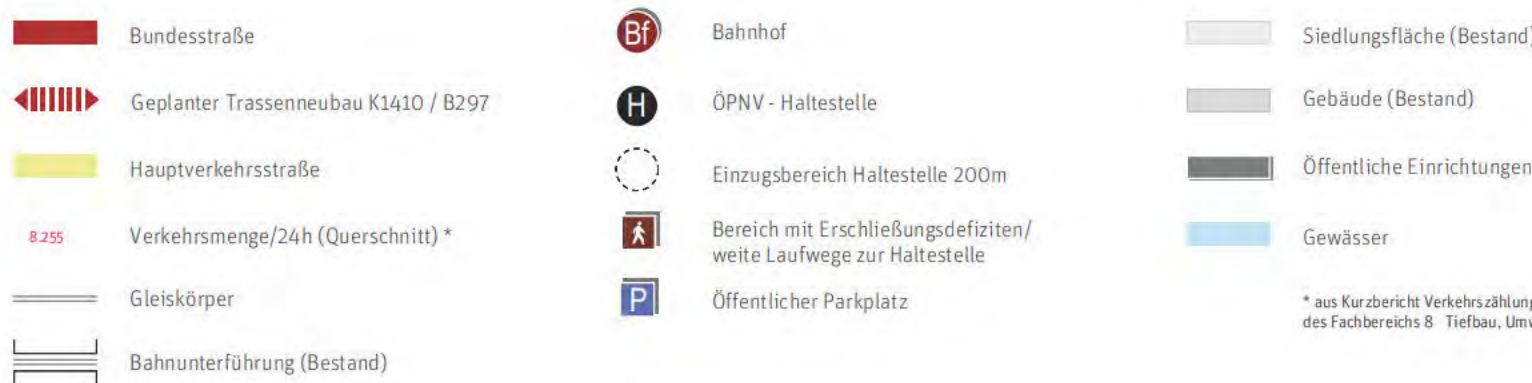 Bundesstraße
Geplanter Trassenneubau K1410 / B297
Hauptverkehrsstraße
8.255 Verkehrsmenge/24h (Querschnitt) *
Gleiskörper
Bahnunterführung (Bestand)
Bf Bahnhof
H ÖPNV - Haltestelle
Einzugsbereich Haltestelle 200m
Bereich mit Erschließungsdefiziten/
weite Laufwege zur Haltestelle
P Öffentlicher Parkplatz
Siedlungsfläche (Bestand)
Gebäude (Bestand)
Öffentliche Einrichtungen
Gewässer
* aus Kurzbericht Verkehrszählung
des Fachbereichs 8 Tiefbau,